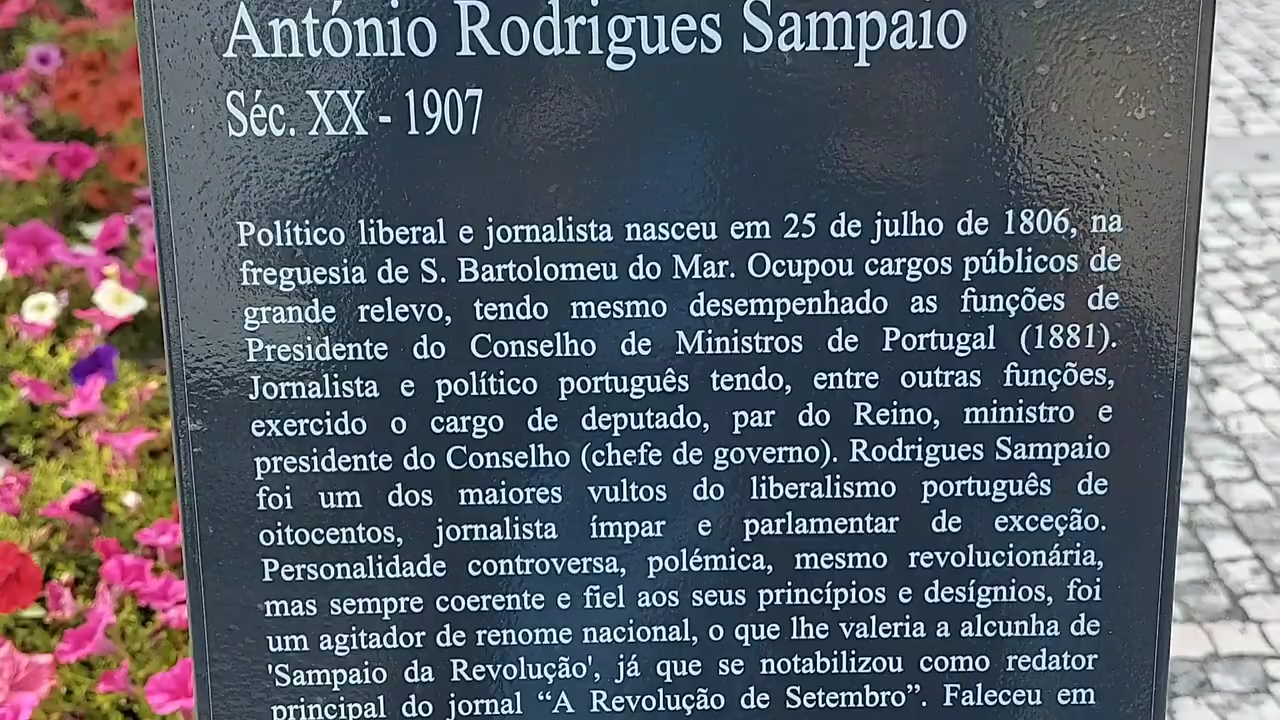 António Rodrigues Sampaio
Séc. XX - 1907
Político liberal e jornalista nasceu em 25 de julho de 1806, na
freguesia de S. Bartolomeu do Mar. Ocupou cargos públicos de
grande relevo, tendo mesmo desempenhado as funções de
Presidente do Conselho de Ministros de Portugal (1881).
Jornalista e político português tendo, entre outras funções,
exercido o cargo de deputado, par do Reino, ministro e
presidente do Conselho (chefe de governo). Rodrigues Sampaio
foi um dos maiores vultos do liberalismo português de
oitocentos, jornalista ímpar e parlamentar de exceção.
Personalidade controversa, polémica, mesmo revolucionária,
mas sempre coerente e fiel aos seus princípios e desígnios, foi
um agitador de renome nacional, o que lhe valeria a alcunha de
'Sampaio da Revolução', já que se notabilizou como redator
principal do jornal “A Revolução de Setembro”. Faleceu em